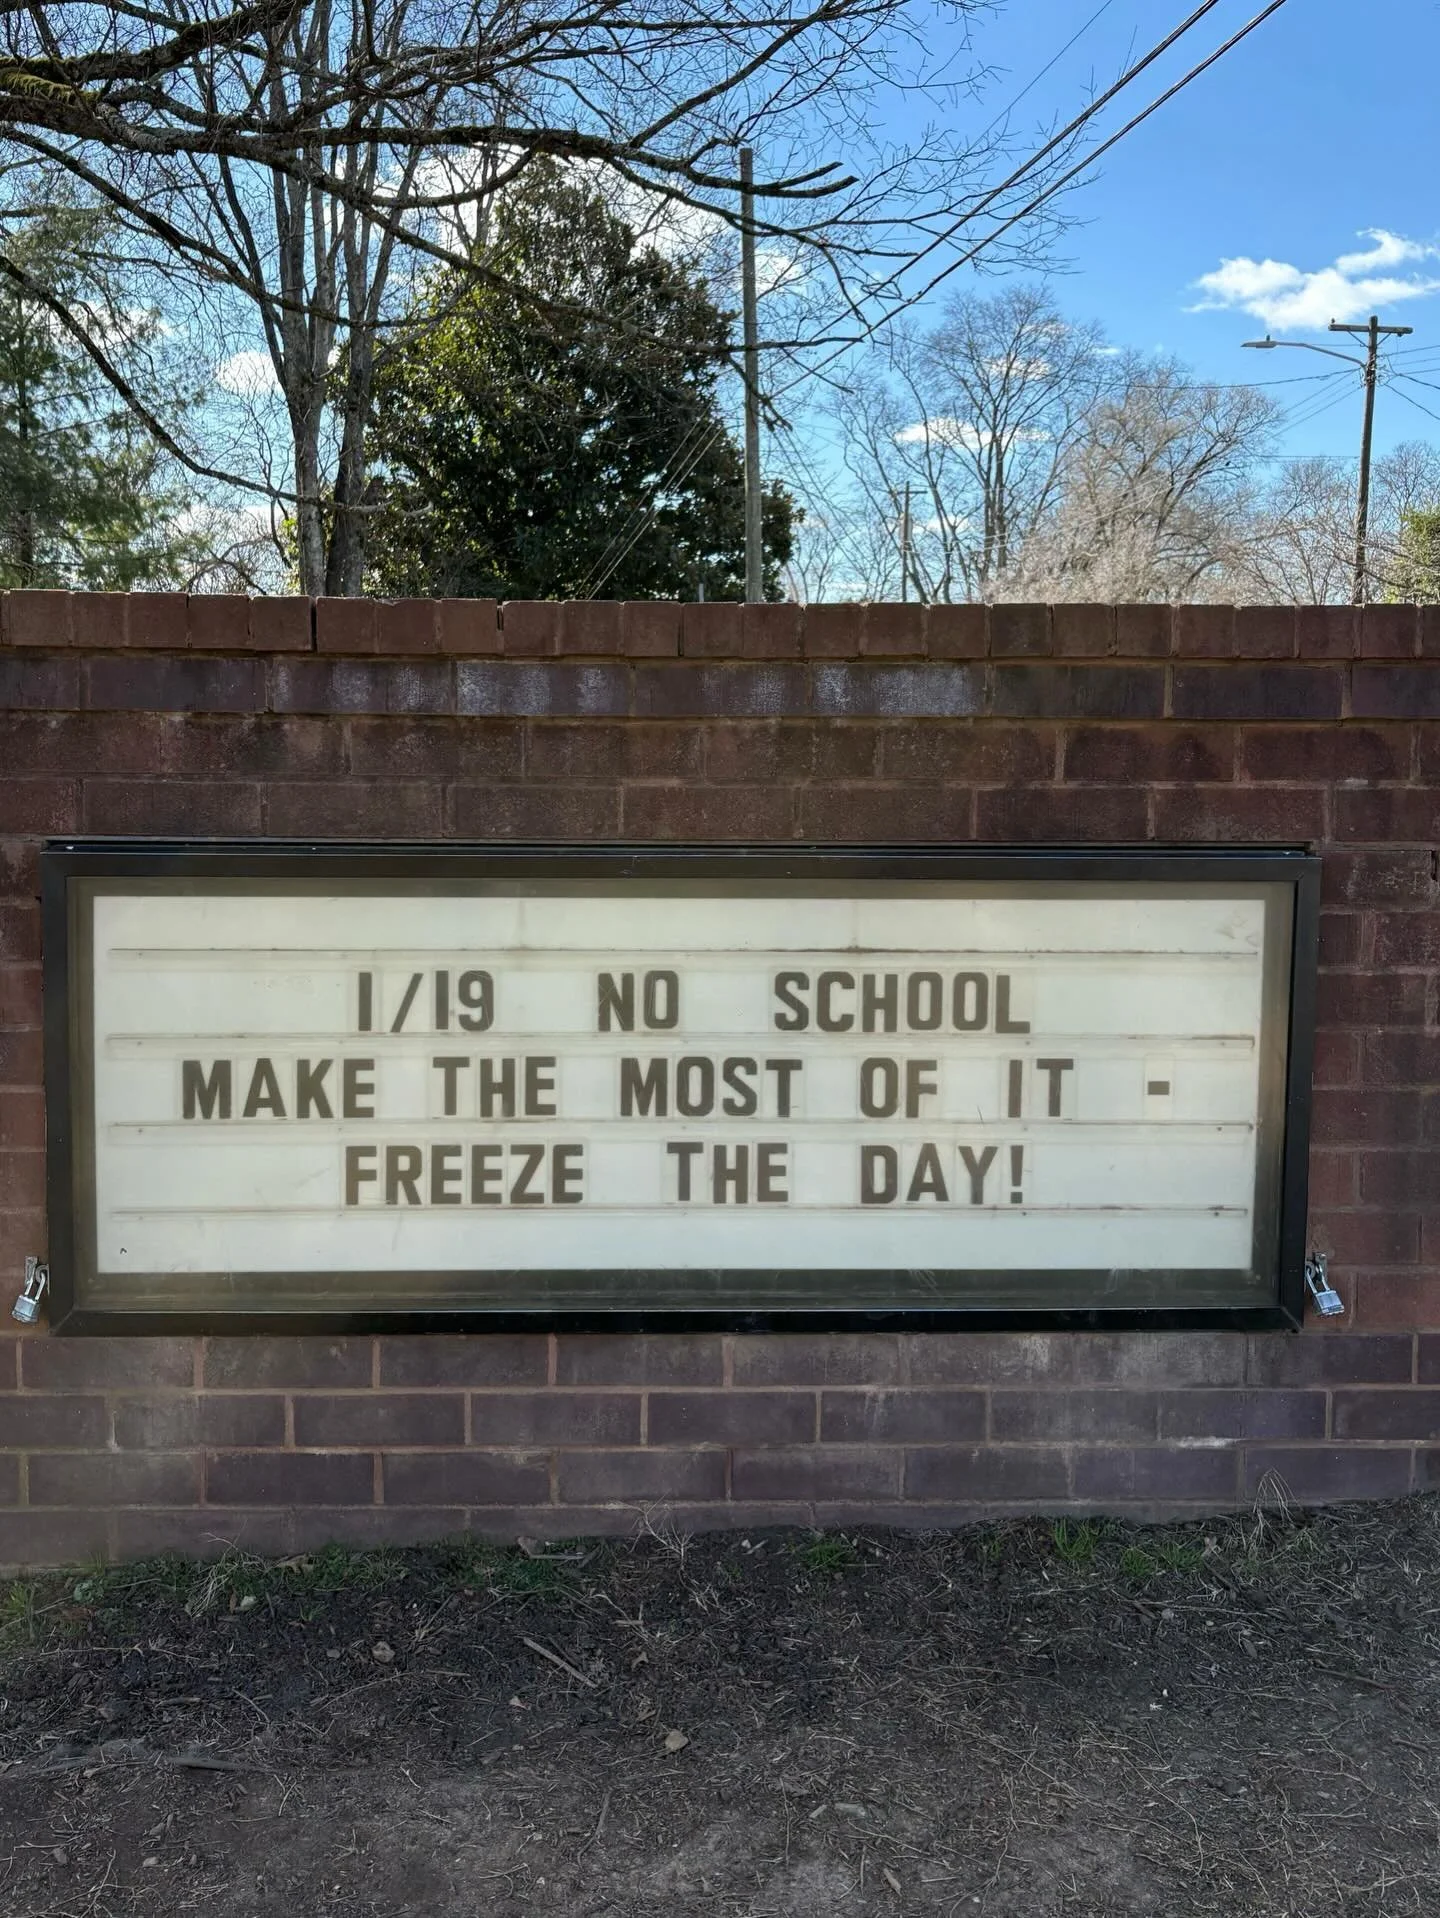 1/19 NO SCHOOL
MAKE THE MOST OF IT -
FREEZE THE DAY!